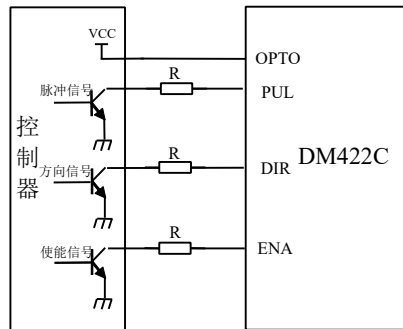 VCC
OPTO
脉冲信号
R
PUL
控制器
方向信号
R
DIR
DM422C
使能信号
R
ENA